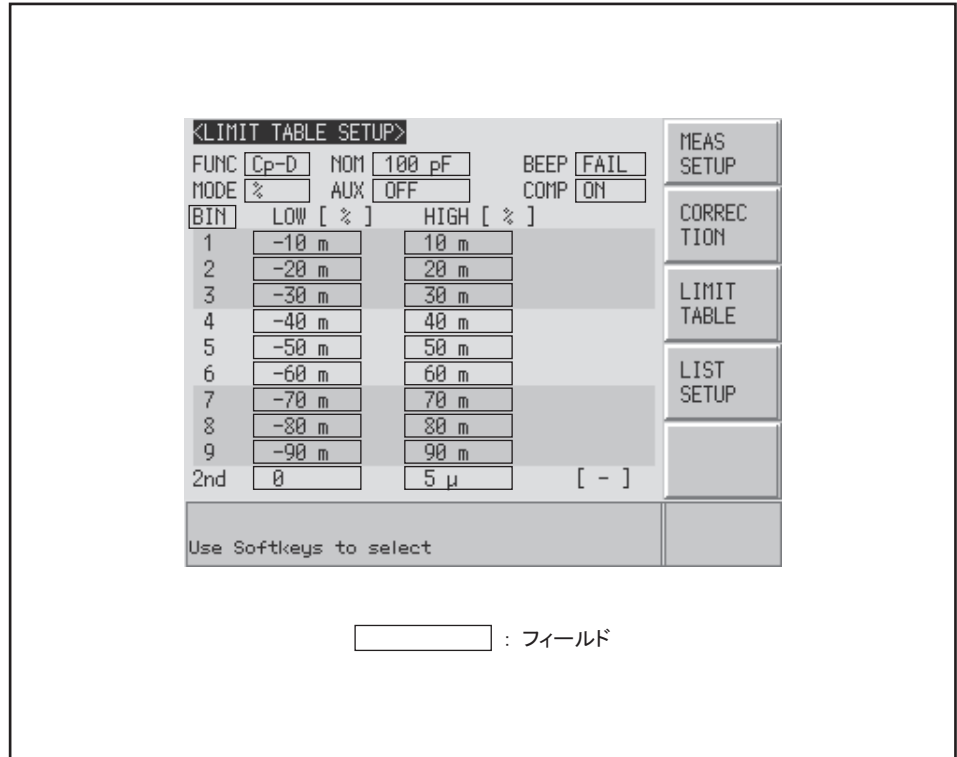 <LIMIT TABLE SETUP>
FUNC Cp-D NOM 100 pF BEEP FAIL
MODE % AUX OFF COMP ON
BIN LOW [ % ] HIGH [ % ]
1 -10 m 10 m
2 -20 m 20 m
3 -30 m 30 m
4 -40 m 40 m
5 -50 m 50 m
6 -60 m 60 m
7 -70 m 70 m
8 -80 m 80 m
9 -90 m 90 m
2nd 0 5 μ [ - ]
MEAS
SETUP
CORREC
TION
LIMIT
TABLE
LIST
SETUP
Use Softkeys to select
: フィールド